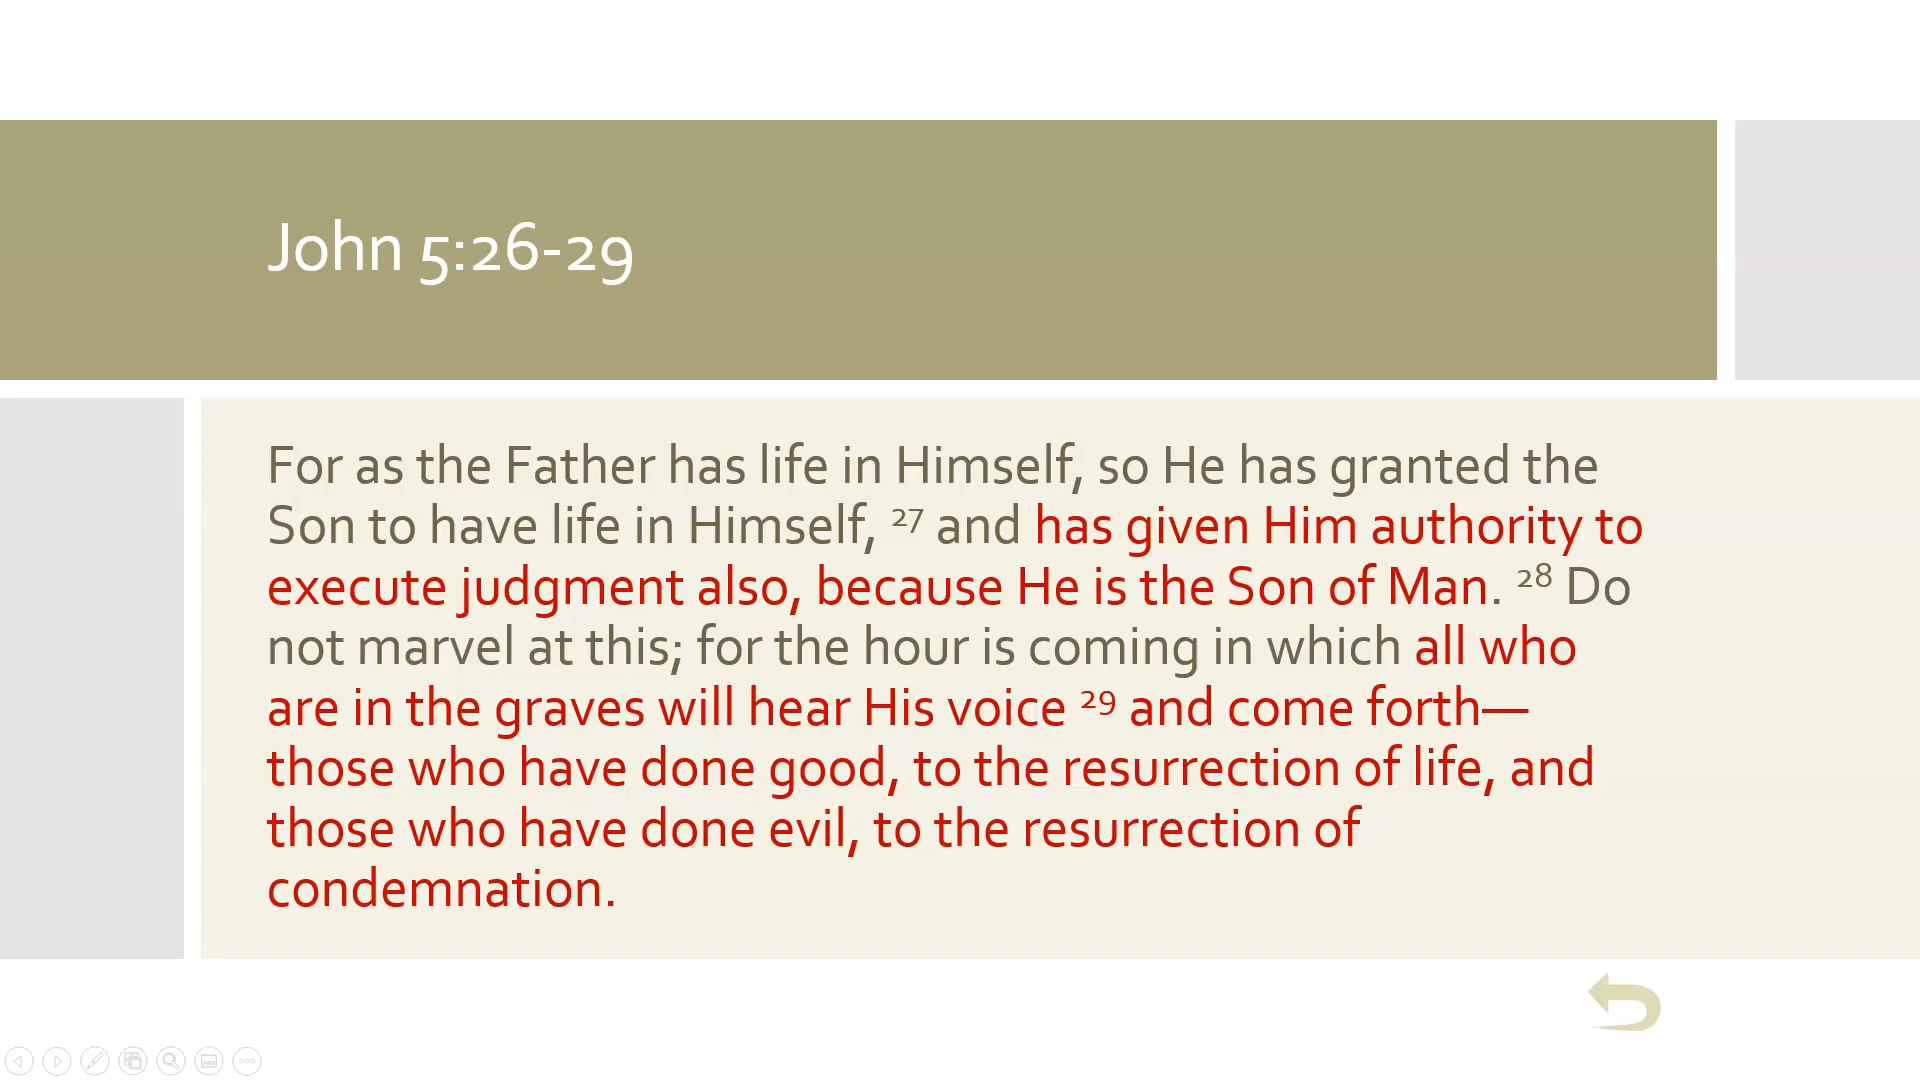 John 5:26-29
For as the Father has life in Himself, so He has granted the
Son to have life in Himself, 27 and has given Him authority to
execute judgment also, because He is the Son of Man. 28 Do
not marvel at this; for the hour is coming in which all who
are in the graves will hear His voice 29 and come forth—
those who have done good, to the resurrection of life, and
those who have done evil, to the resurrection of
condemnation.